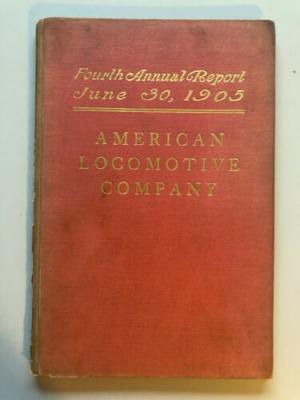 Fourth Annual Report
June 30, 1905
AMERICAN
LOCOMOTIVE
COMPANY